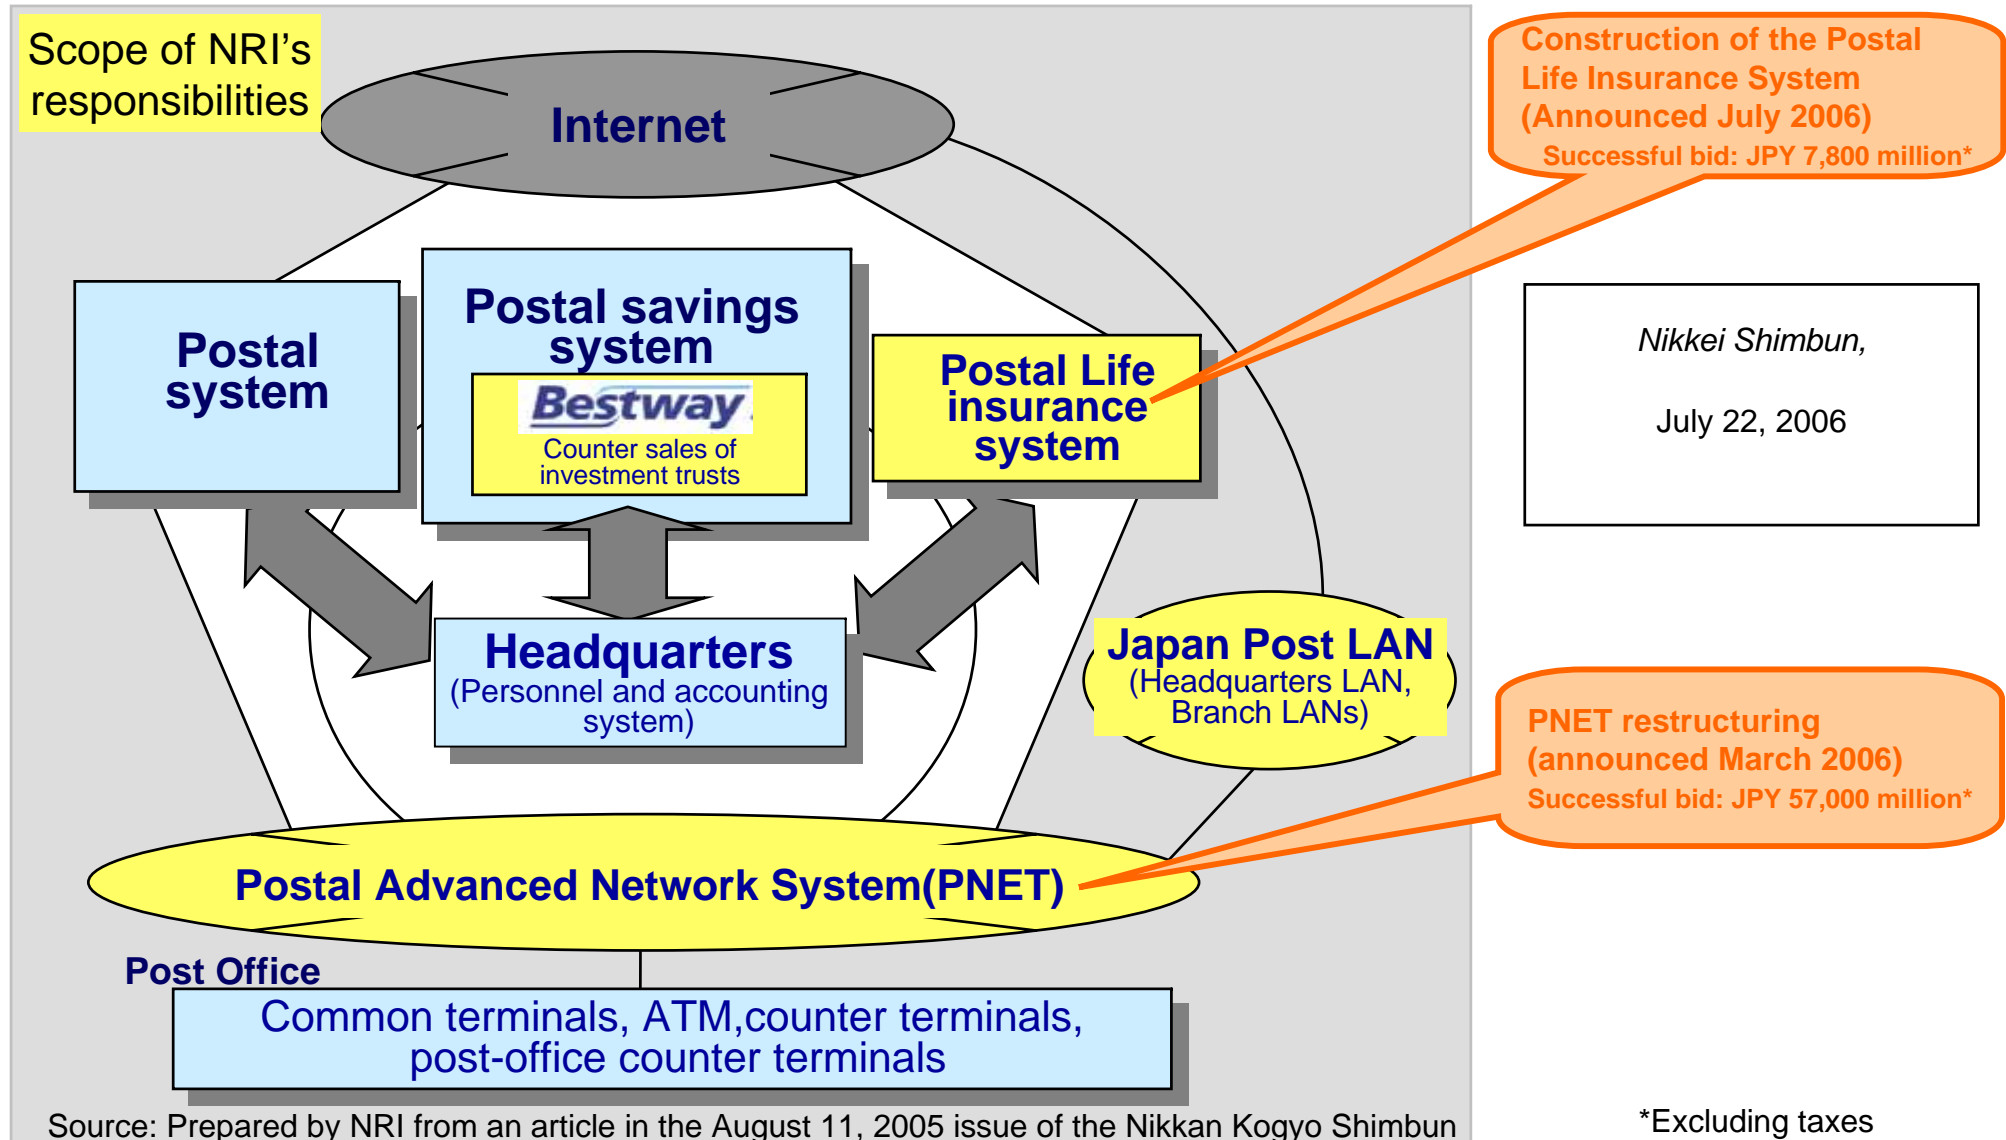 Scope of NRI's
responsibilities
Internet
Construction of the Postal
Life Insurance System
(Announced July 2006)
Successful bid: JPY 7,800 million*
Postal
system
Postal savings
system
Bestway
Counter sales of
investment trusts
Postal Life
insurance
system
Nikkei Shimbun,
July 22, 2006
Headquarters
(Personnel and accounting
system)
Japan Post LAN
(Headquarters LAN,
Branch LANs)
PNET restructuring
(announced March 2006)
Successful bid: JPY 57,000 million*
Postal Advanced Network System(PNET)
Post Office
Common terminals, ATM,counter terminals,
post-office counter terminals
Source: Prepared by NRI from an article in the August 11, 2005 issue of the Nikkan Kogyo Shimbun
*Excluding taxes